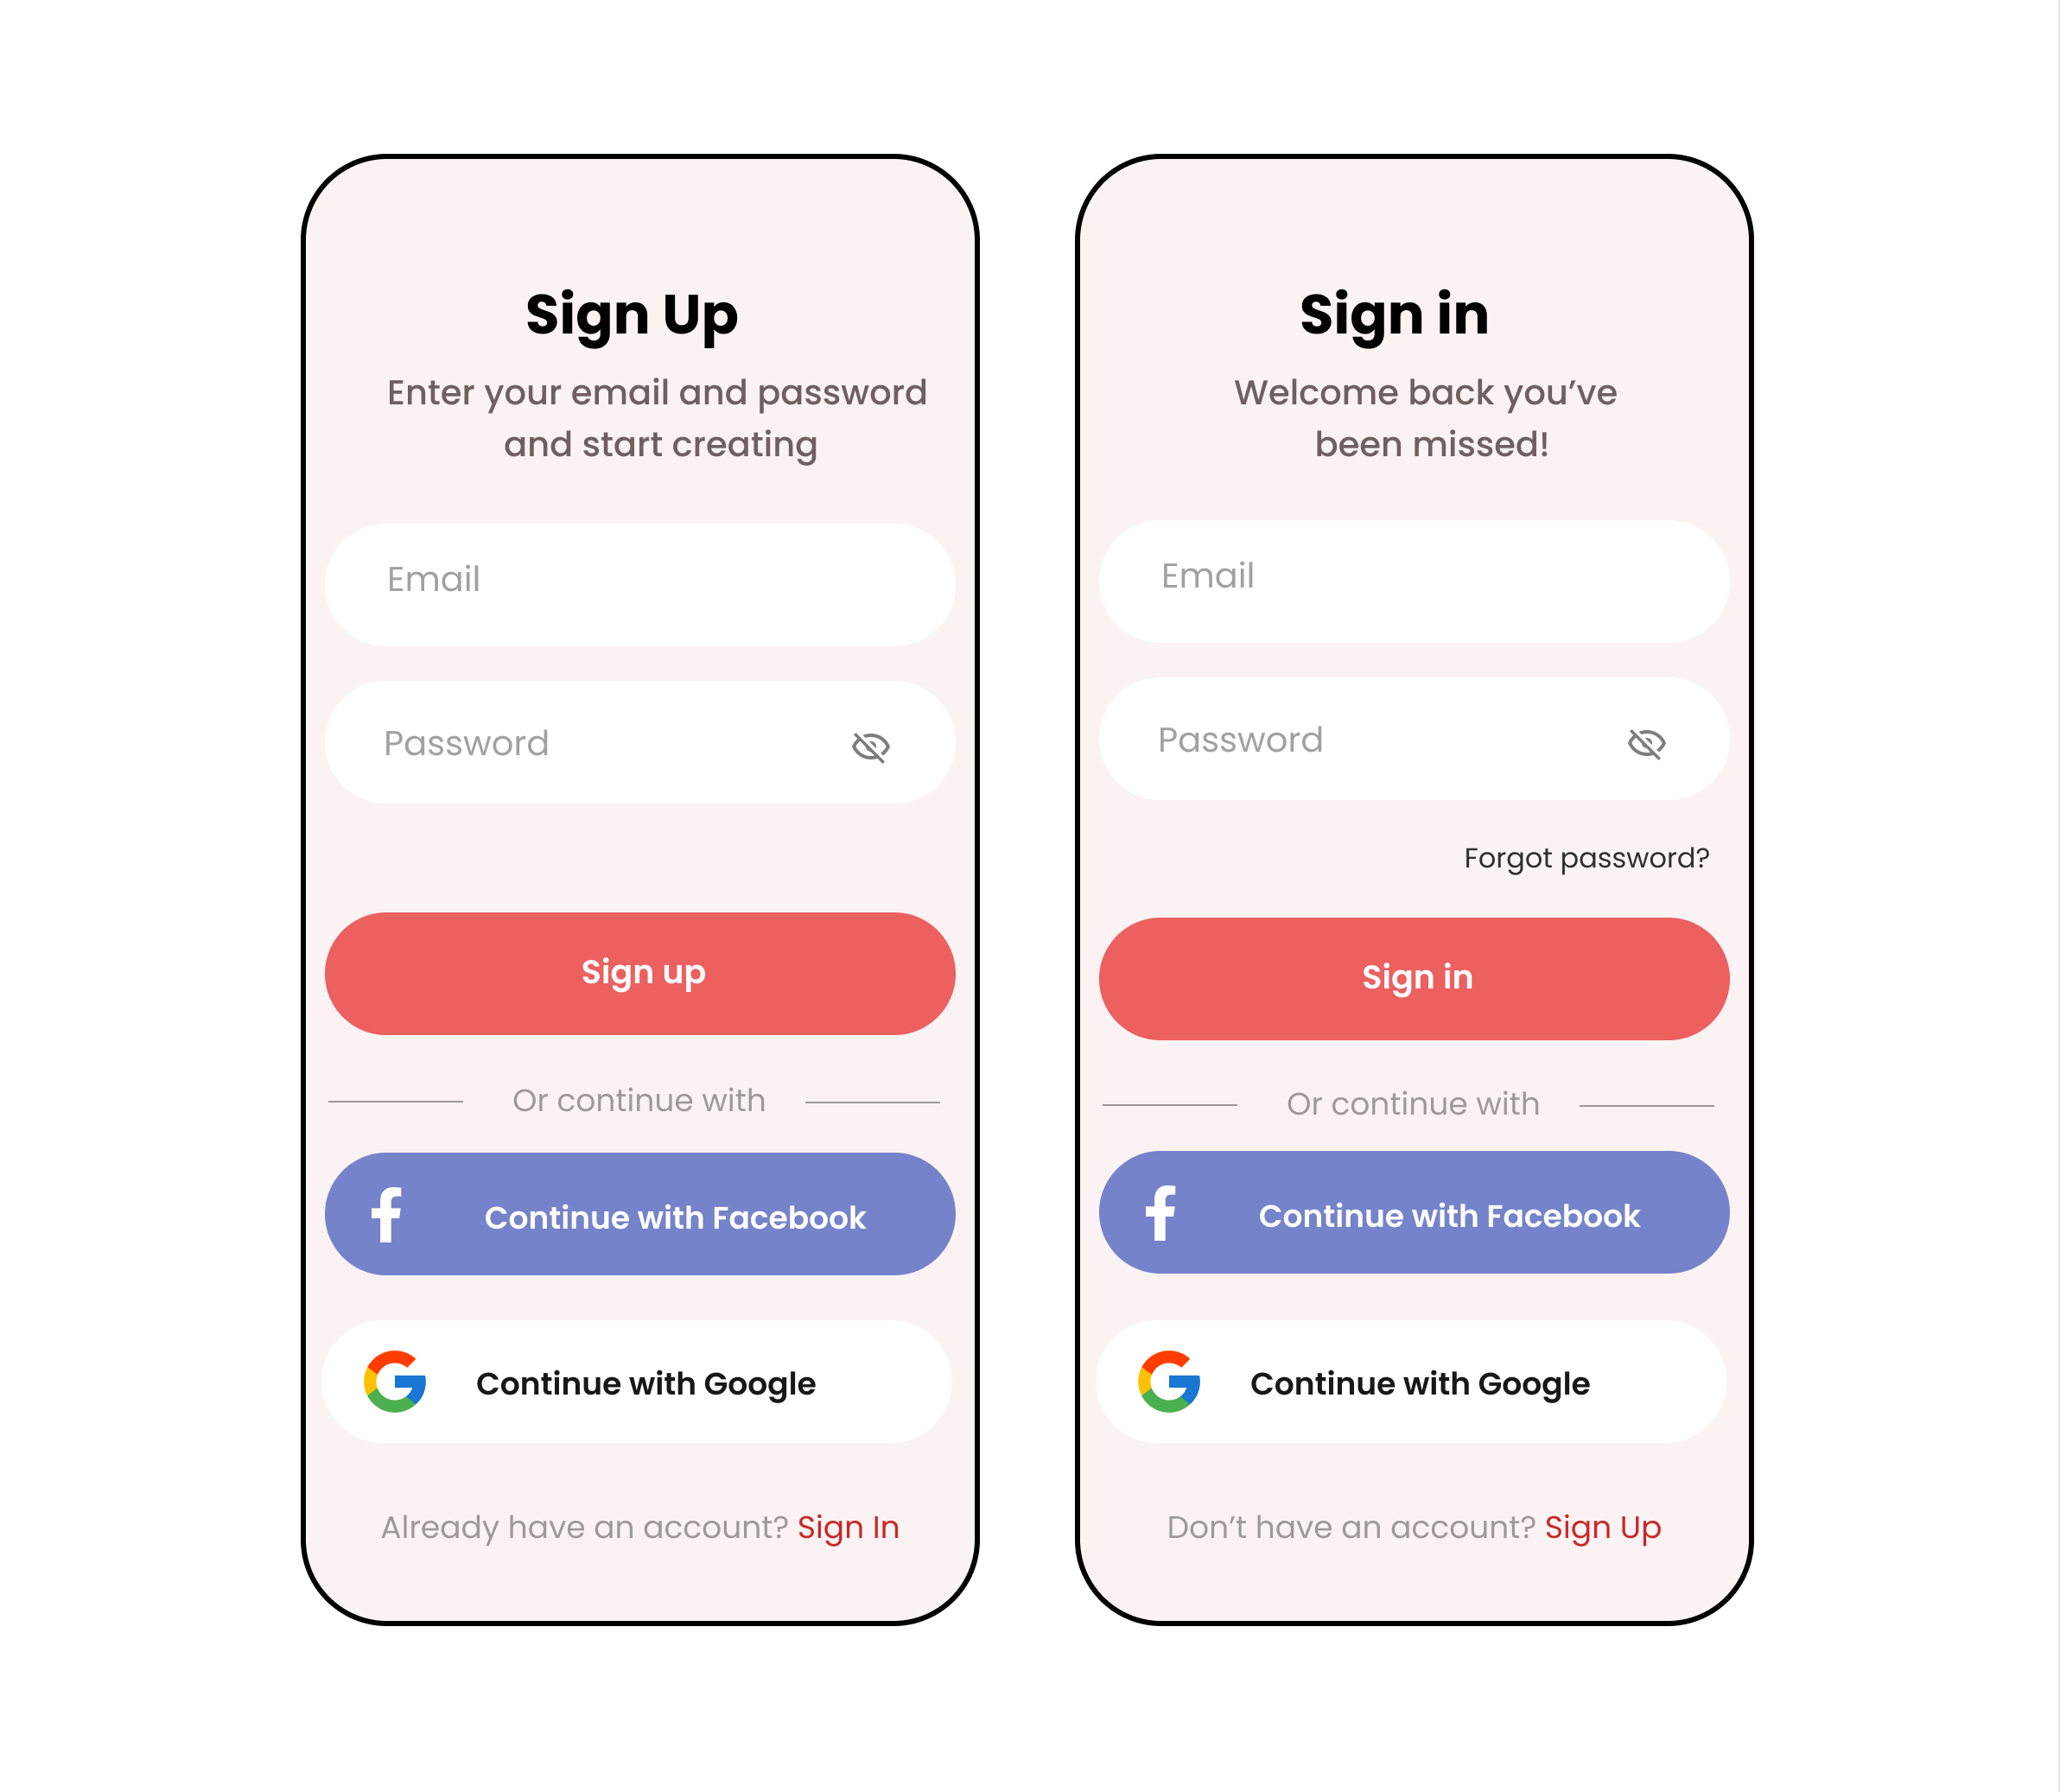 Sign Up
Enter your email and password
and start creating
Email
Password
Sign up
Or continue with
Continue with Facebook
Continue with Google
Already have an account? Sign In
Sign in
Welcome back you’ve
been missed!
Email
Password
Forgot password?
Sign in
Or continue with
Continue with Facebook
Continue with Google
Don’t have an account? Sign Up